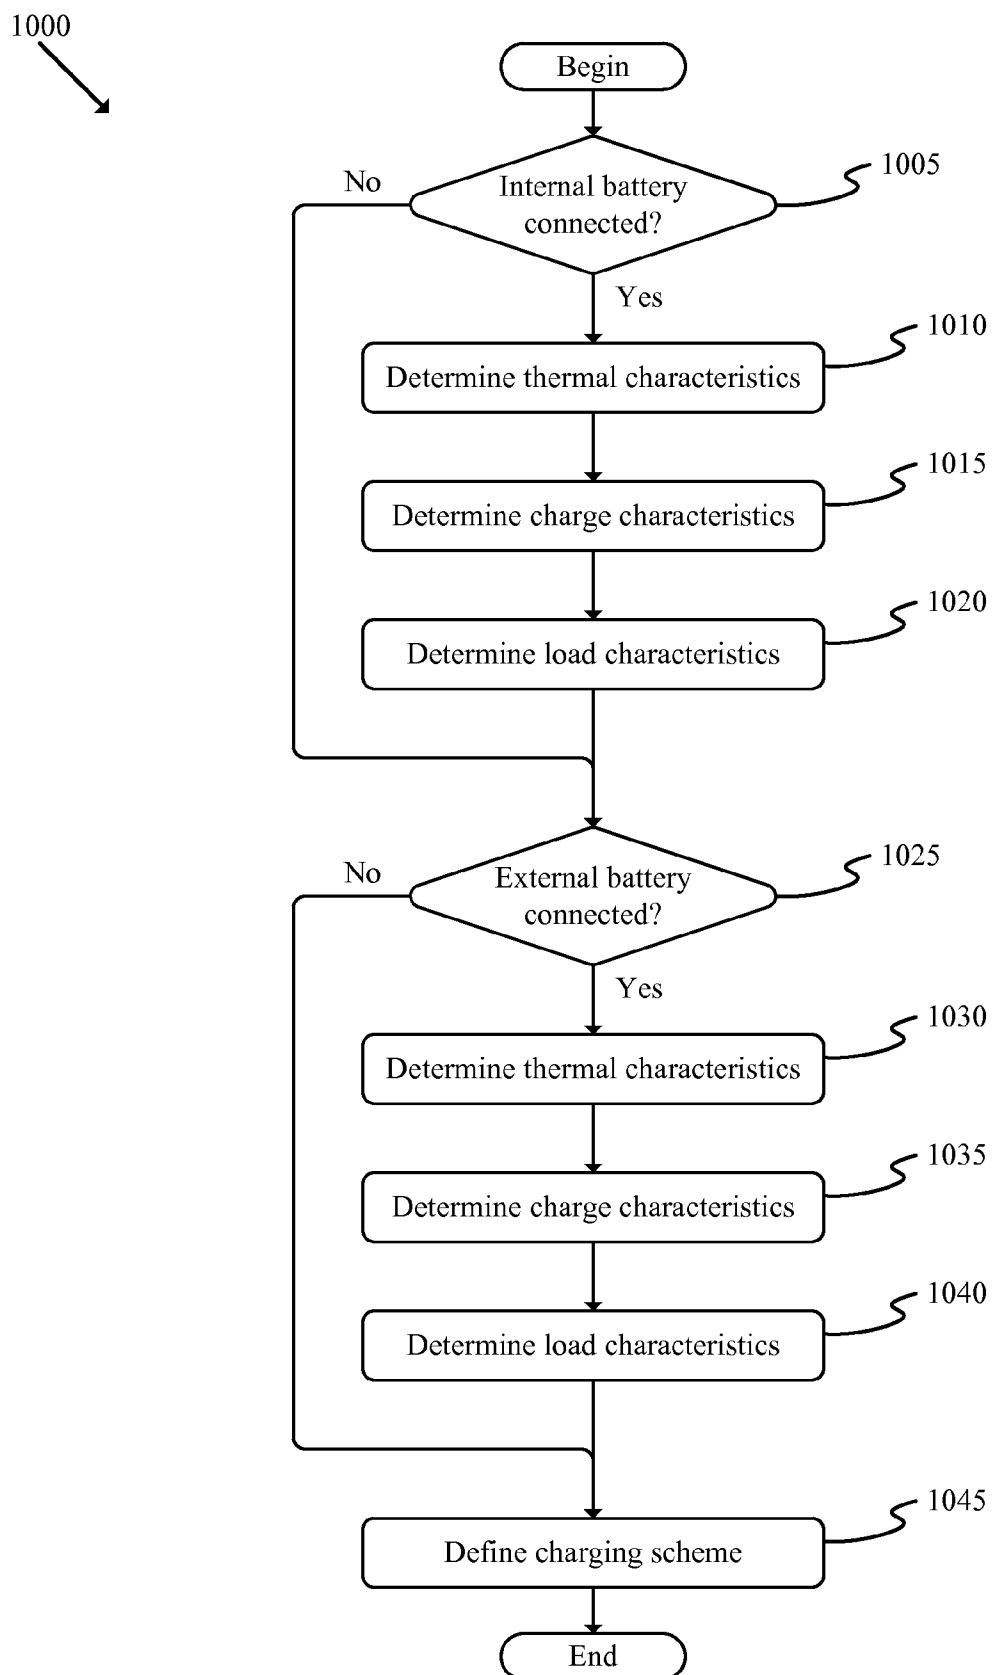 1000
Begin
1005
No
Internal battery
connected?
Yes
1010
Determine thermal characteristics
1015
Determine charge characteristics
1020
Determine load characteristics
1025
No
External battery
connected?
Yes
1030
Determine thermal characteristics
1035
Determine charge characteristics
1040
Determine load characteristics
1045
Define charging scheme
End